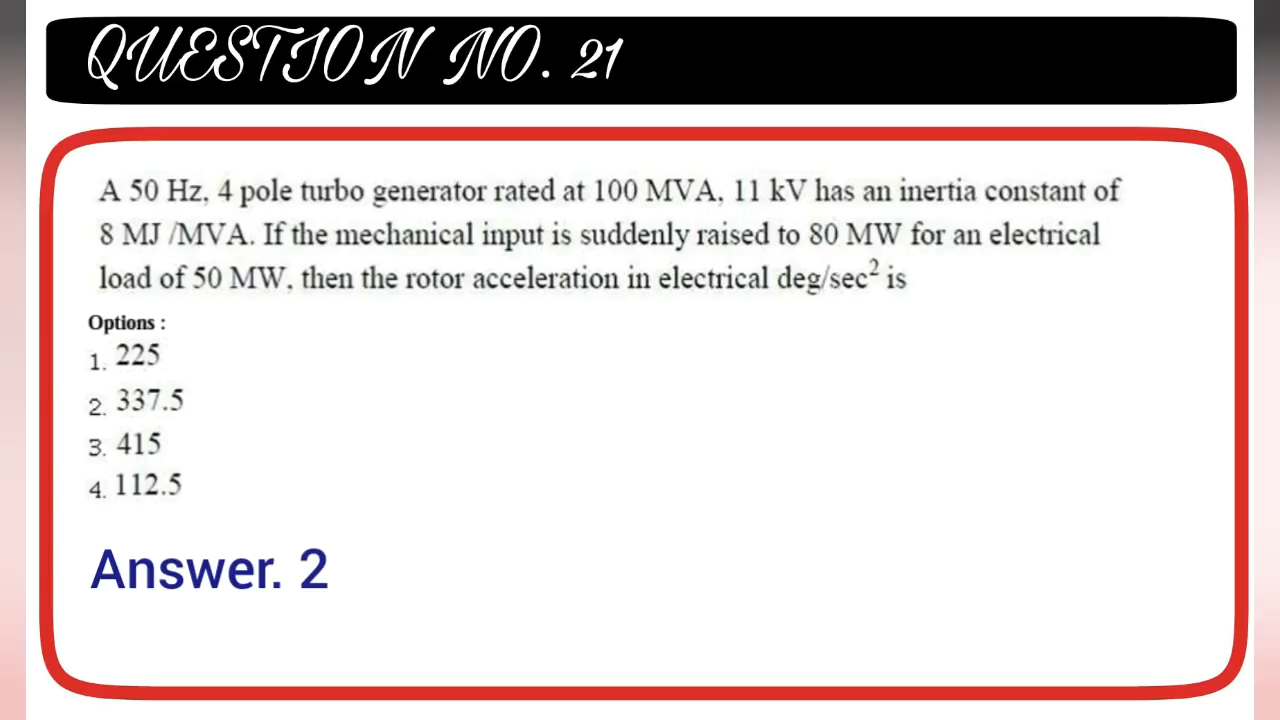 QUESTION NO. 21
A 50 Hz, 4 pole turbo generator rated at 100 MVA, 11 kV has an inertia constant of
8 MJ /MVA. If the mechanical input is suddenly raised to 80 MW for an electrical
load of 50 MW, then the rotor acceleration in electrical deg/sec² is
Options :
1. 225
2. 337.5
3. 415
4. 112.5
Answer. 2